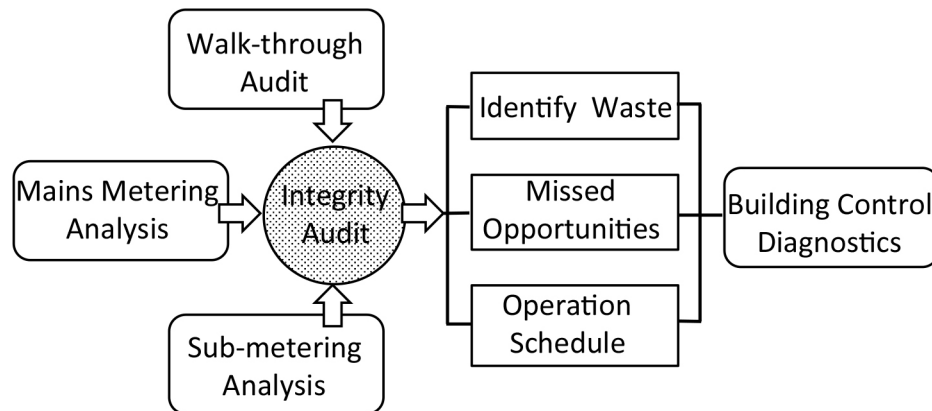 Walk-through
Audit
Mains Metering
Analysis
Integrity
Audit
Sub-metering
Analysis
Identify Waste
Missed
Opportunities
Operation
Schedule
Building Control
Diagnostics